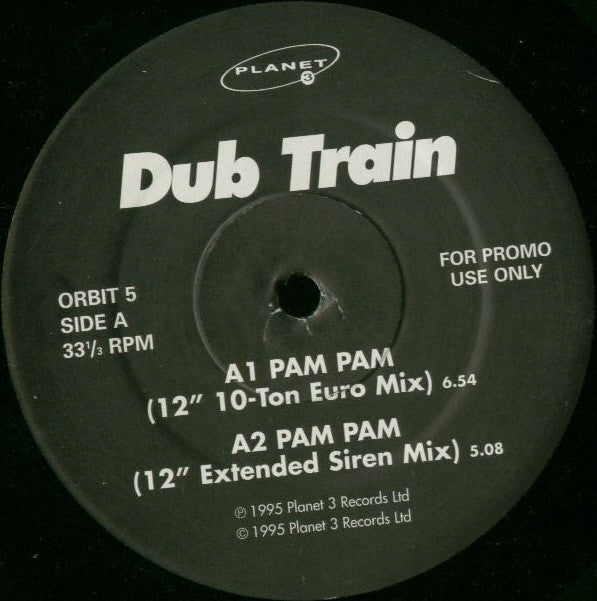 PLANET
3
Dub Train
FOR PROMO
USE ONLY
ORBIT 5
SIDE A
33⅓ RPM
A1 PAM PAM
(12" 10-Ton Euro Mix) 6.54
A2 PAM PAM
(12" Extended Siren Mix) 5.08
℗ 1995 Planet 3 Records Ltd
© 1995 Planet 3 Records Ltd